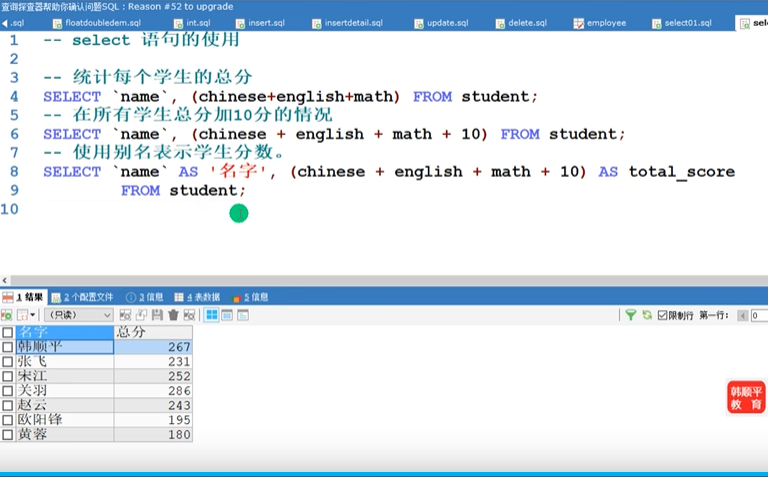 查询探查器帮助你确认问题SQL：Reason #52 to upgrade
.sql floatdoubledem.sql int.sql insert.sql insertdetail.sql update.sql delete.sql employee select01.sql sel
1 -- select 语句的使用
2
3 -- 统计每个学生的总分
4 SELECT `name`, (chinese+english+math) FROM student;
5 -- 在所有学生总分加10分的情况
6 SELECT `name`, (chinese + english + math + 10) FROM student;
7 -- 使用别名表示学生分数。
8 SELECT `name` AS '名字', (chinese + english + math + 10) AS total_score
9 FROM student;
10
1 结果 2 个配置文件 3 信息 4 表数据 5 信息
（只读） 限制行 第一行: 0
名字 总分
韩顺平 267
张飞 231
宋江 252
关羽 286
赵云 243
欧阳锋 195
黄蓉 180
韩顺平
教 育